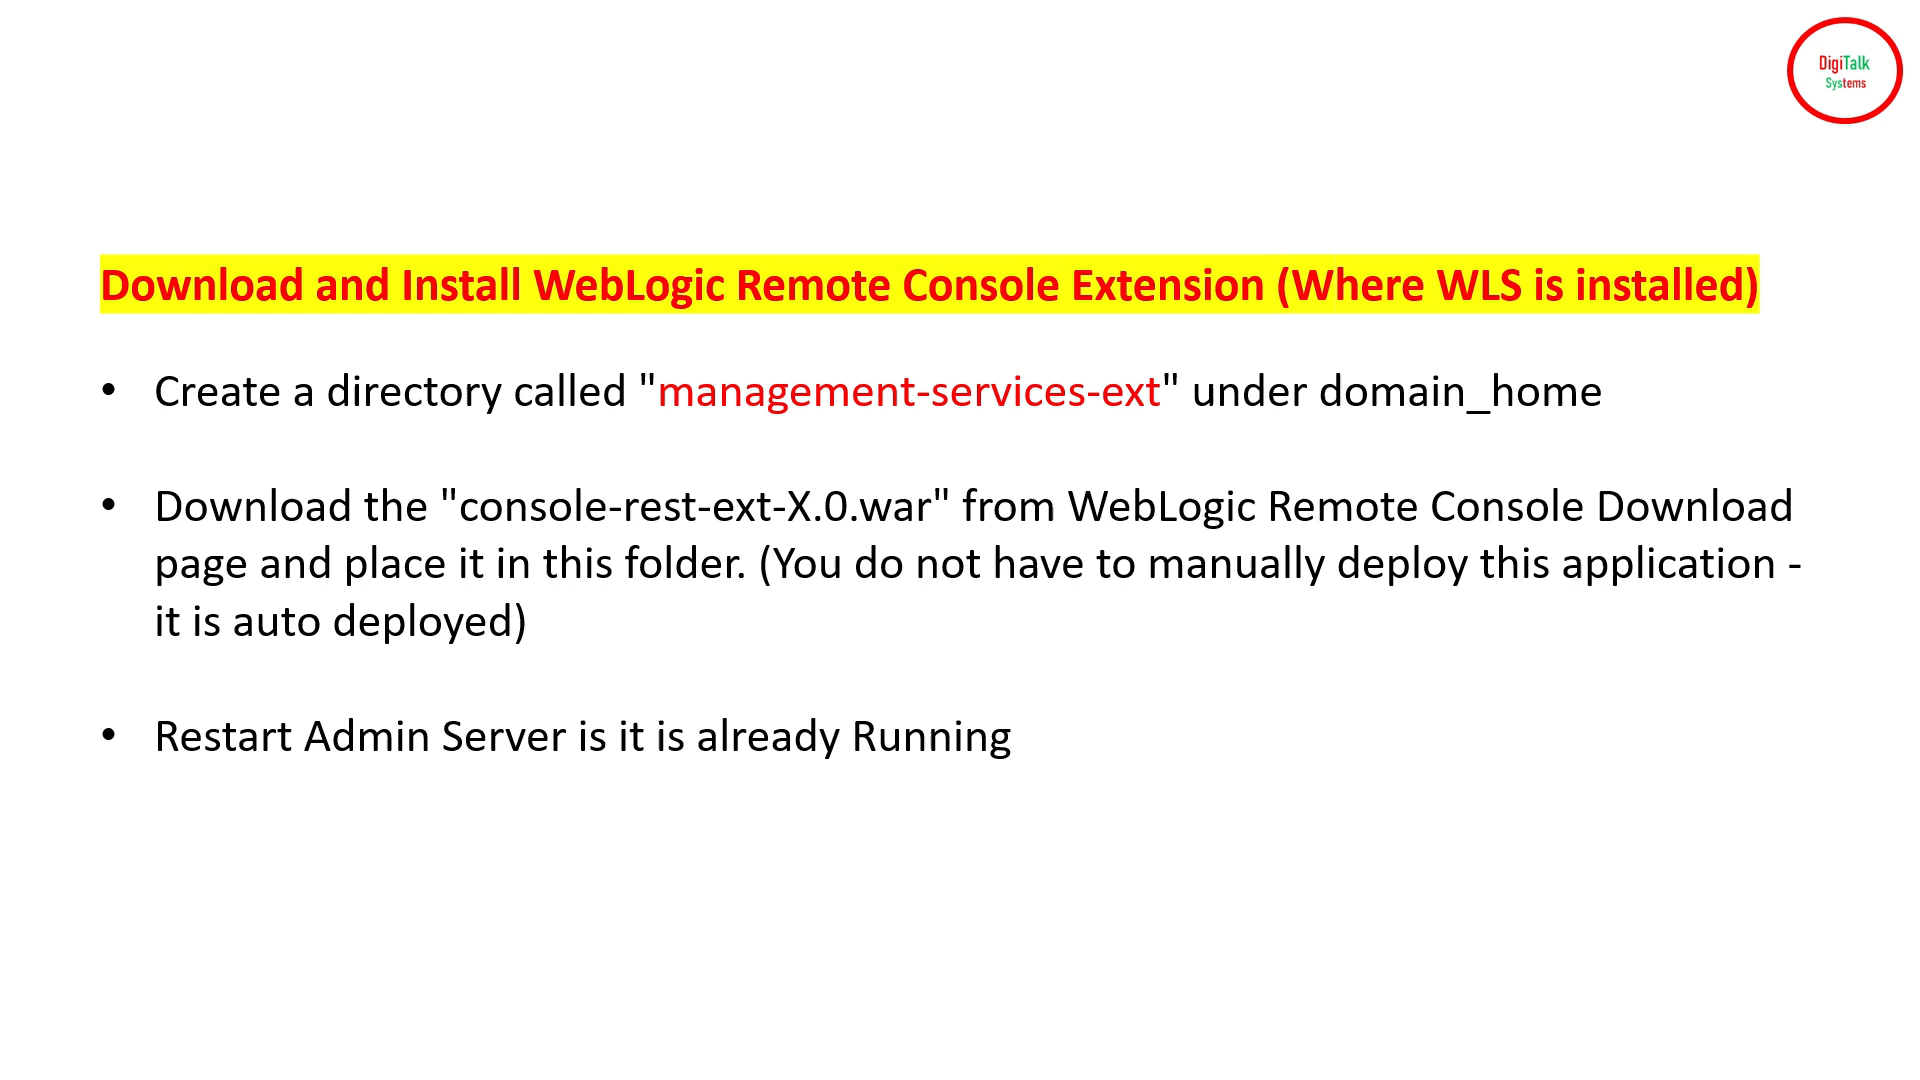 DigiTalk
Systems
Download and Install WebLogic Remote Console Extension (Where WLS is installed)
• Create a directory called "management-services-ext" under domain_home
• Download the "console-rest-ext-X.0.war" from WebLogic Remote Console Download
page and place it in this folder. (You do not have to manually deploy this application -
it is auto deployed)
• Restart Admin Server is it is already Running